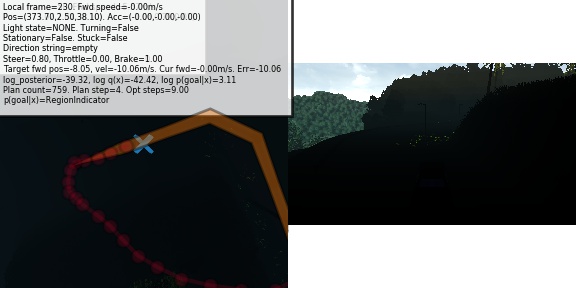 Local frame=230. Fwd speed=-0.00m/s.
Pos=(373.70,2.50,38.10). Acc=(-0.00,-0.00,-0.00)
Light state=NONE. Turning=False
Stationary=False. Stuck=False
Direction string=empty
Steer=0.80, Throttle=0.00, Brake=1.00
Target fwd pos=-8.05, vel=-10.06m/s. Cur fwd=-0.00m/s. Err=-10.06
log_posterior=-39.32, log q(x)=-42.42, log p(goal|x)=3.11
Plan count=759. Plan step=4. Opt steps=9.00
p(goal|x)=RegionIndicator